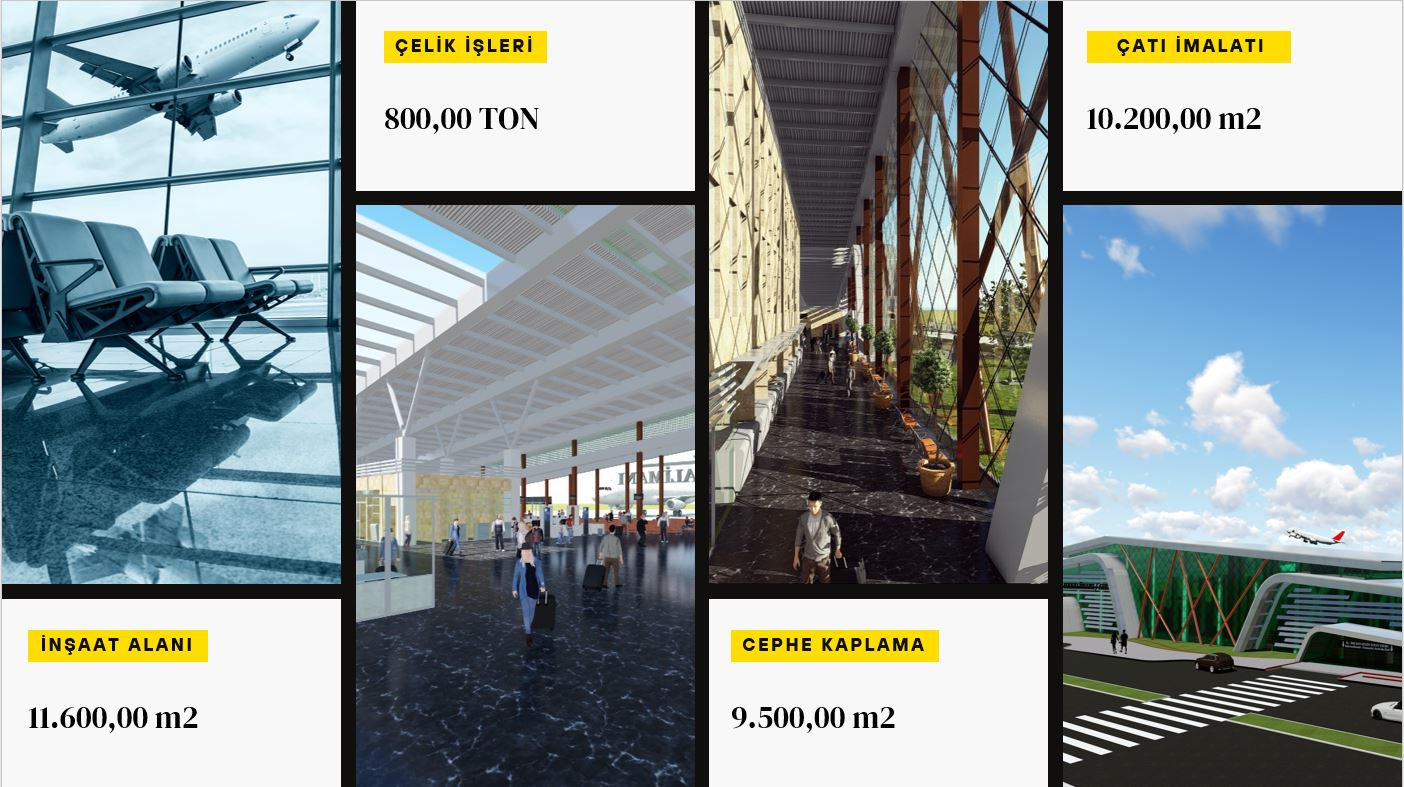 ÇELİK İŞLERİ
800,00 TON
ÇATI İMALATI
10.200,00 m2
İNŞAAT ALANI
11.600,00 m2
CEPHE KAPLAMA
9.500,00 m2